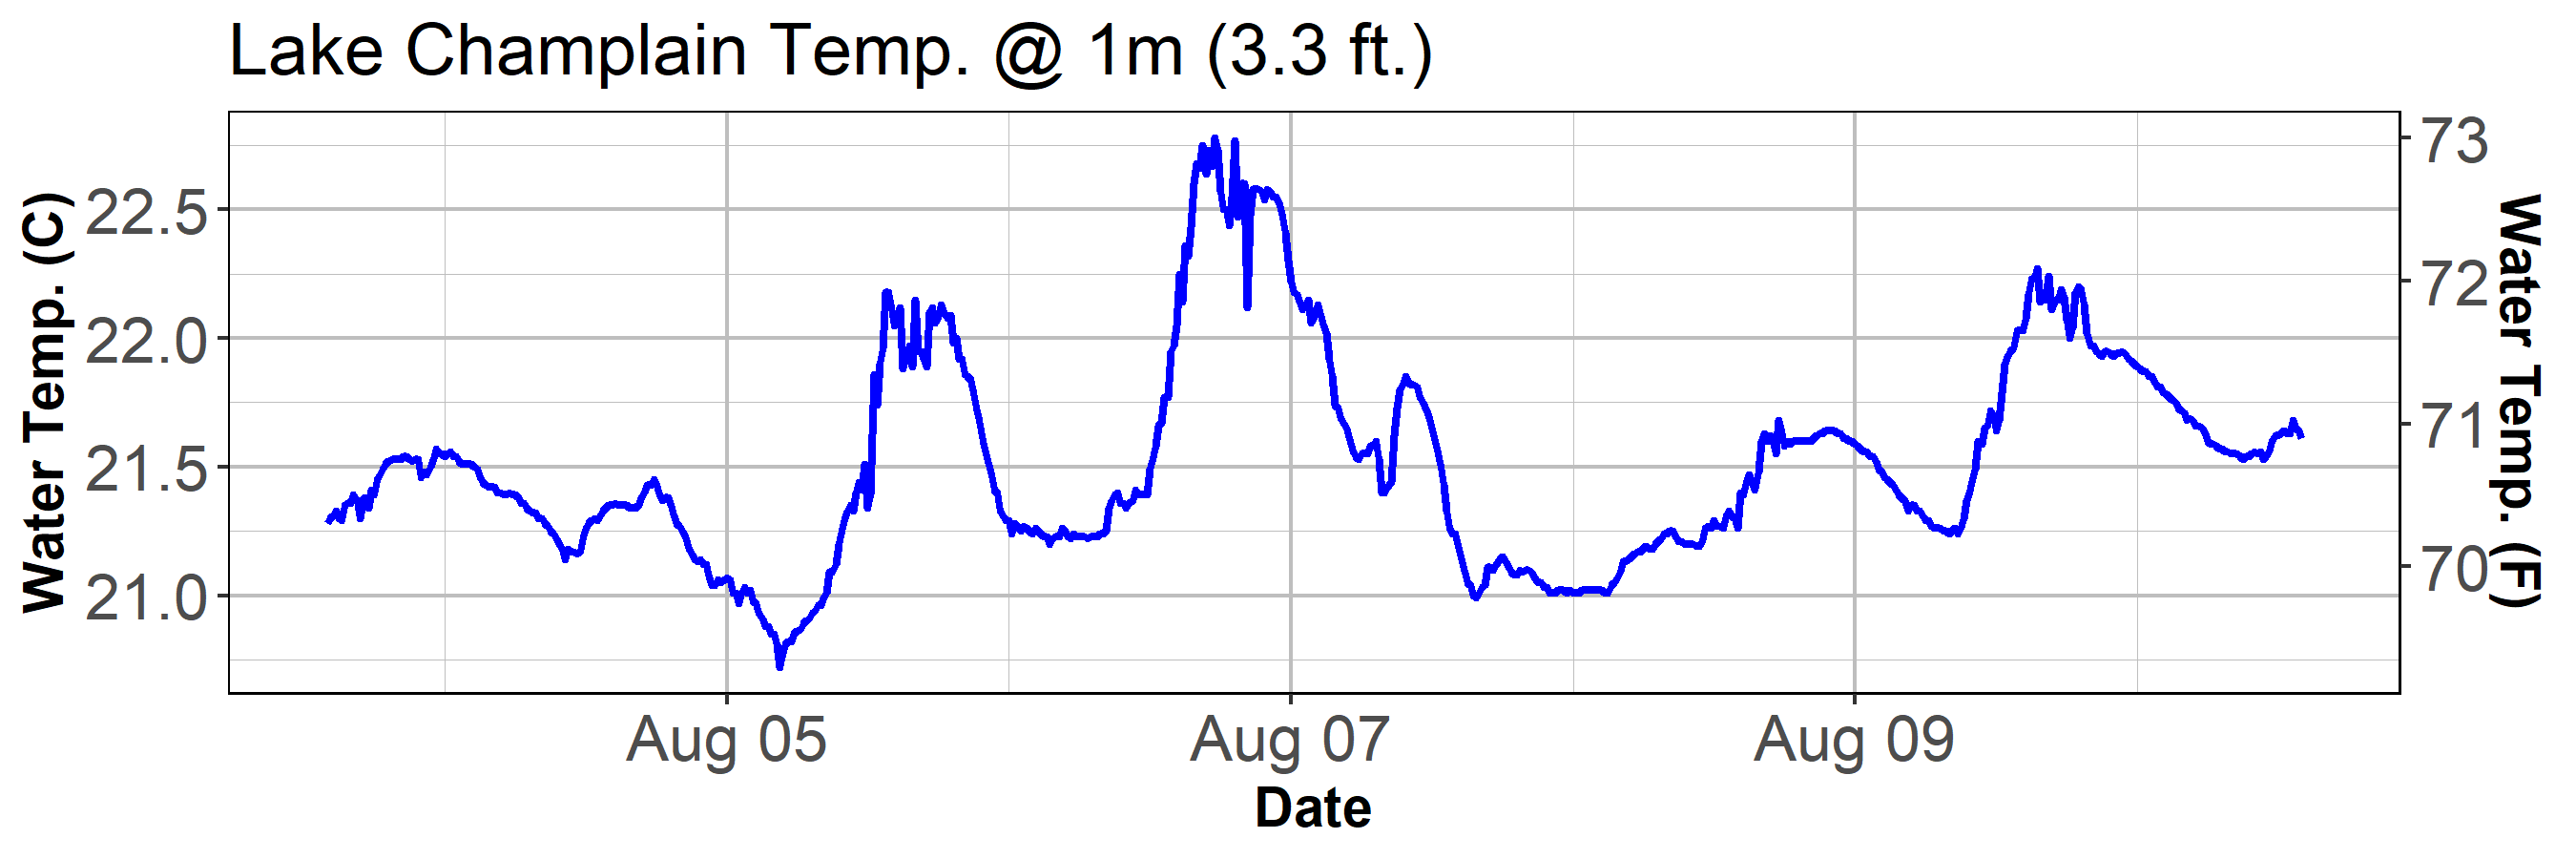 Lake Champlain Temp. @ 1m (3.3 ft.)
Water Temp. (C)
22.5
22.0
21.5
21.0
73
72
71
70
Water Temp. (F)
Aug 05 Aug 07 Aug 09
Date